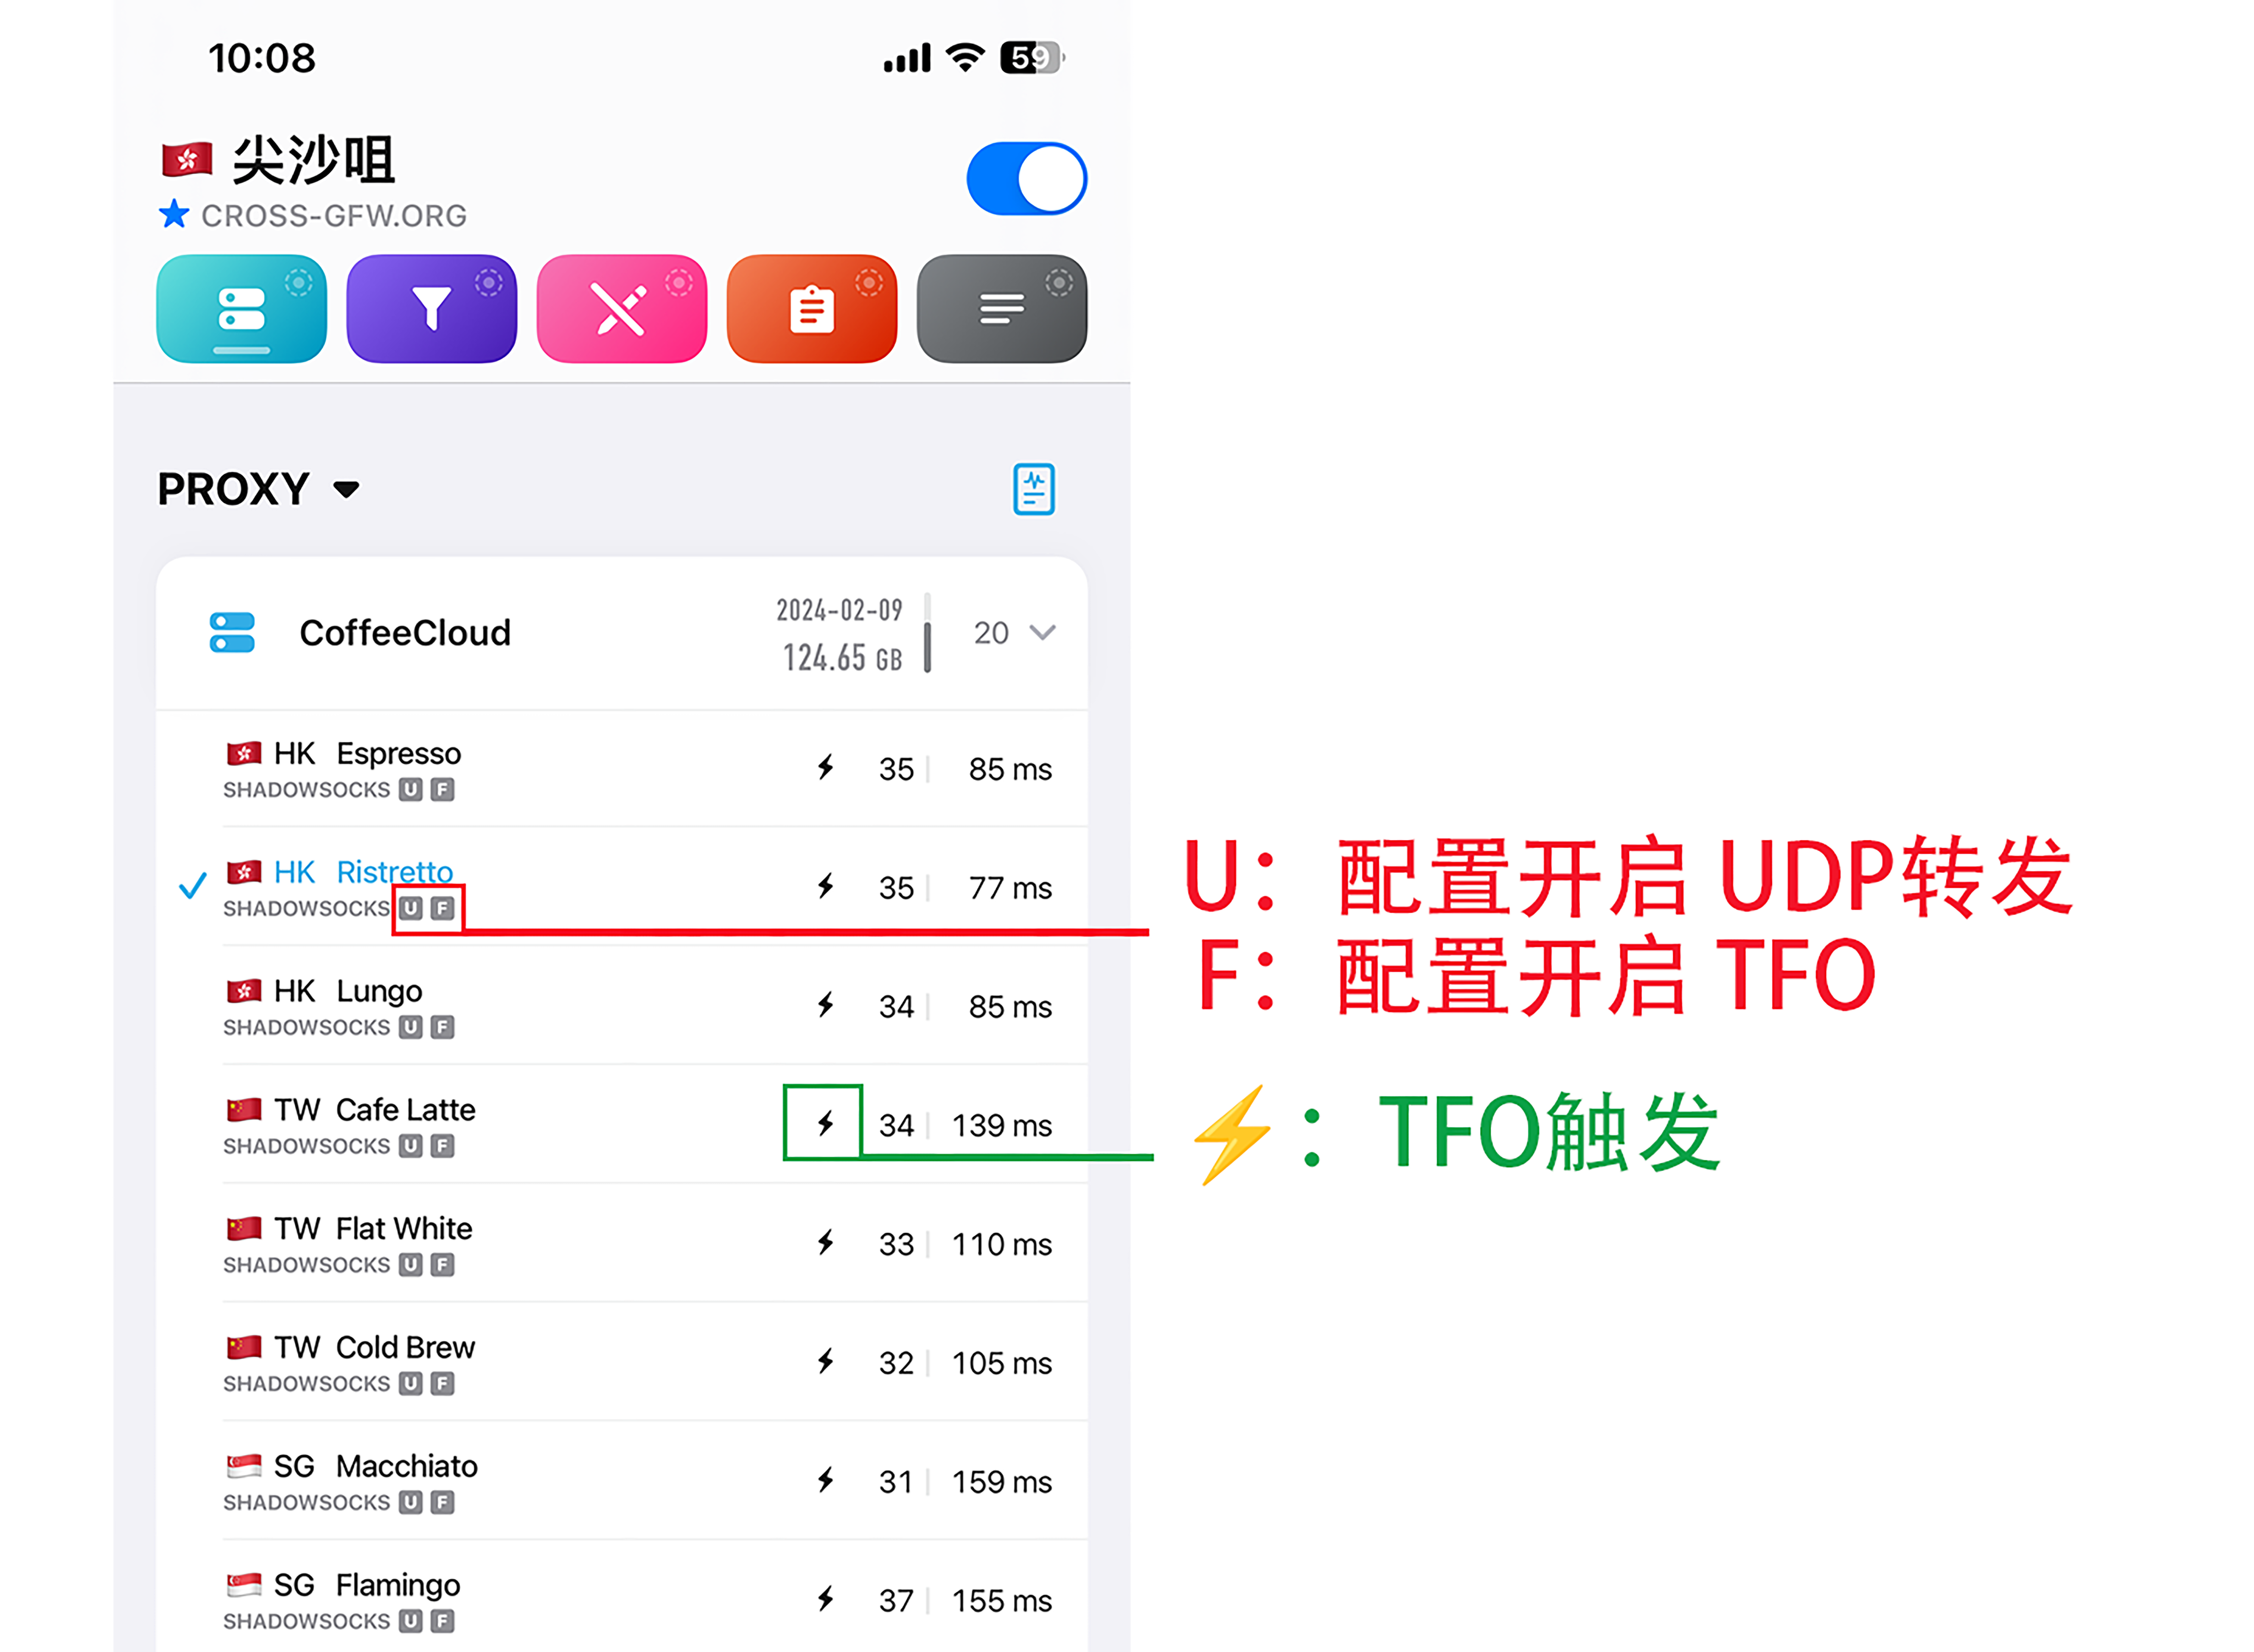 10:08
59
尖沙咀
CROSS-GFW.ORG
PROXY
CoffeeCloud
2024-02-09
124.65 GB
20
HK Espresso
SHADOWSOCKS U F
35
85 ms
HK Ristretto
SHADOWSOCKS U F
35
77 ms
U：配置开启 UDP转发
F：配置开启 TFO
HK Lungo
SHADOWSOCKS U F
34
85 ms
TW Cafe Latte
SHADOWSOCKS U F
34
139 ms
⚡：TFO触发
TW Flat White
SHADOWSOCKS U F
33
110 ms
TW Cold Brew
SHADOWSOCKS U F
32
105 ms
SG Macchiato
SHADOWSOCKS U F
31
159 ms
SG Flamingo
SHADOWSOCKS U F
37
155 ms